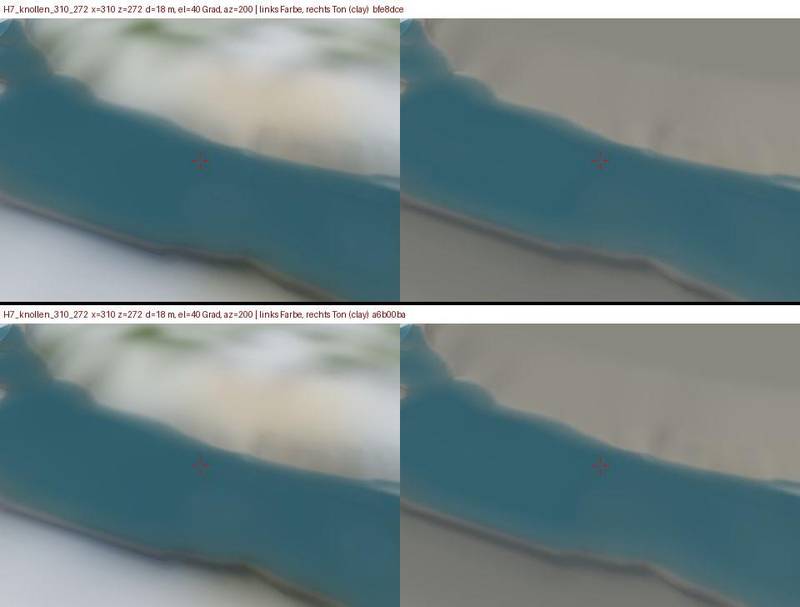 H7_knollen_310_272 x=310 z=272 d=18 m, el=40 Grad, az=200 | links Farbe, rechts Ton (clay) bfe8dce
H7_knollen_310_272 x=310 z=272 d=18 m, el=40 Grad, az=200 | links Farbe, rechts Ton (clay) a6b00ba